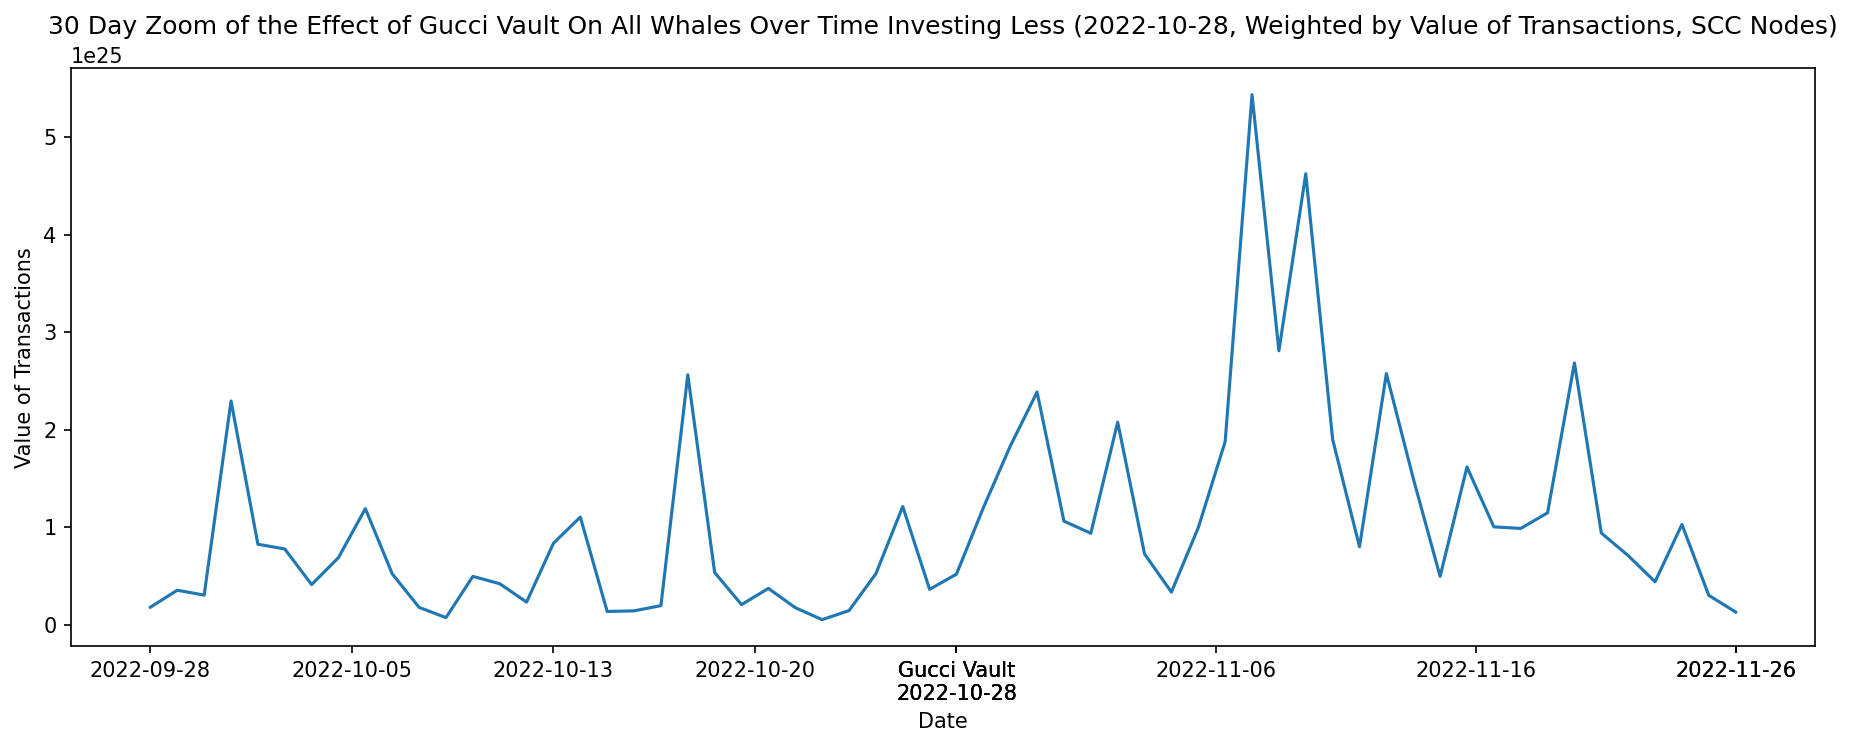 30 Day Zoom of the Effect of Gucci Vault On All Whales Over Time Investing Less (2022-10-28, Weighted by Value of Transactions, SCC Nodes)
1e25
5
4
3
2
1
0
Value of Transactions
2022-09-28
2022-10-05
2022-10-13
2022-10-20
Gucci Vault
2022-10-28
2022-11-06
2022-11-16
2022-11-26
Date